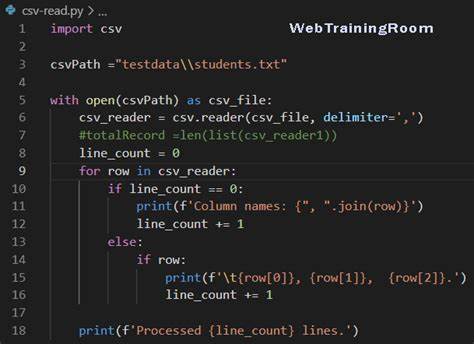 csv-read.py > ...
1 import csv WebTrainingRoom
2
3 csvPath ="testdata\\students.txt"
4
5 with open(csvPath) as csv_file:
6     csv_reader = csv.reader(csv_file, delimiter=',')
7     #totalRecord =len(list(csv_reader1))
8     line_count = 0
9     for row in csv_reader:
10         if line_count == 0:
11             print(f'Column names: {", ".join(row)}')
12             line_count += 1
13         else:
14             if row:
15                 print(f'\t{row[0]}, {row[1]},  {row[2]}.')
16                 line_count += 1
17
18     print(f'Processed {line_count} lines.')